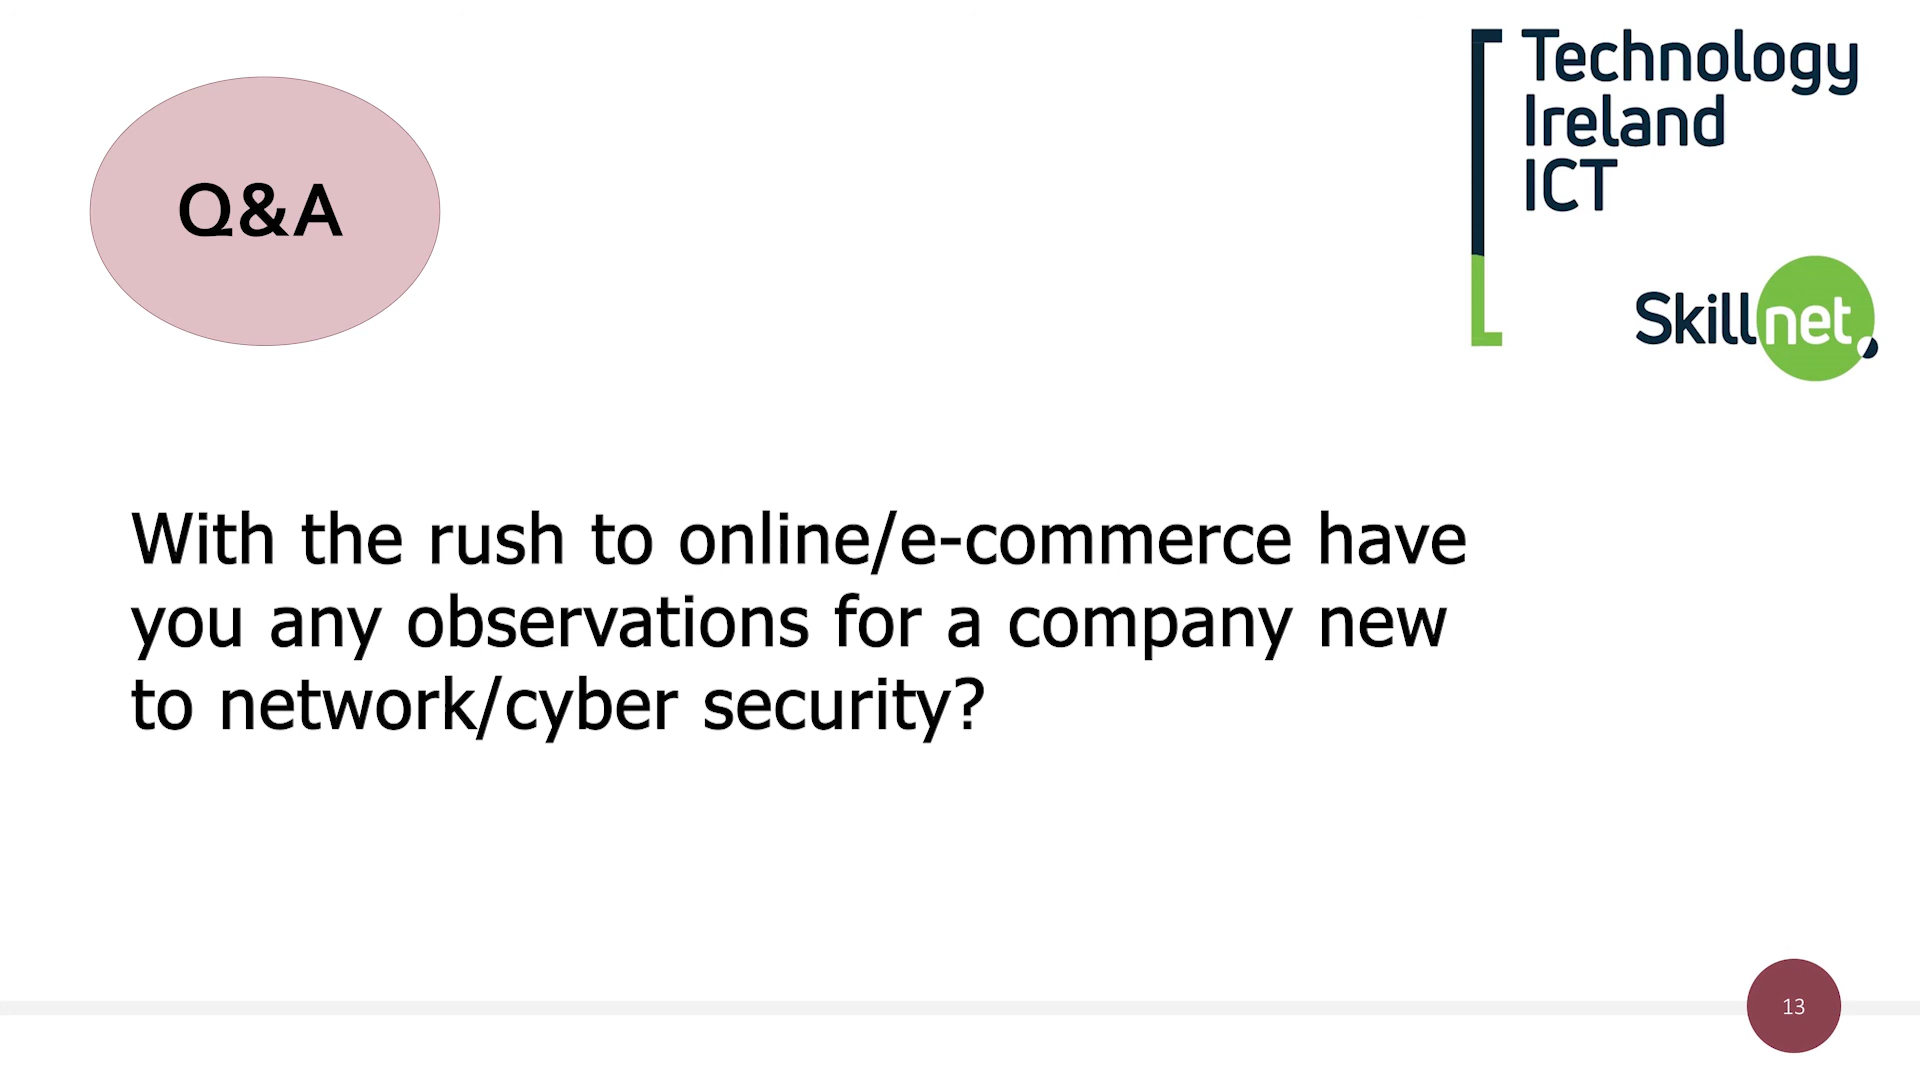 Q&A
Technology
Ireland
ICT
Skillnet
With the rush to online/e-commerce have
you any observations for a company new
to network/cyber security?
13